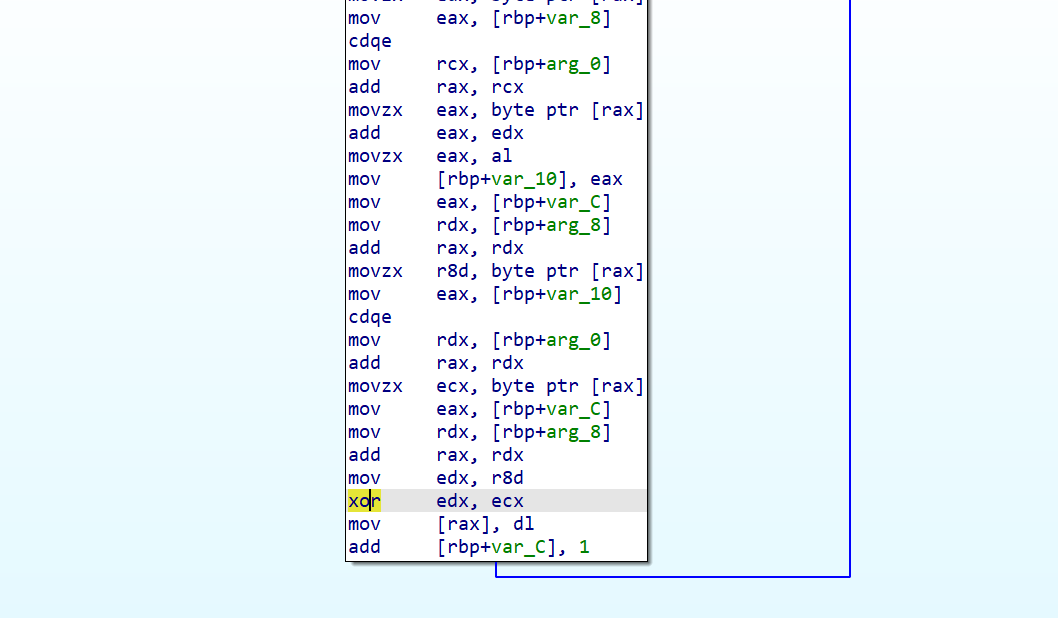 mov eax, [rbp+var_8]
cdqe
mov rcx, [rbp+arg_0]
add rax, rcx
movzx eax, byte ptr [rax]
add eax, edx
movzx eax, al
mov [rbp+var_10], eax
mov eax, [rbp+var_C]
mov rdx, [rbp+arg_8]
add rax, rdx
movzx r8d, byte ptr [rax]
mov eax, [rbp+var_10]
cdqe
mov rdx, [rbp+arg_0]
add rax, rdx
movzx ecx, byte ptr [rax]
mov eax, [rbp+var_C]
mov rdx, [rbp+arg_8]
add rax, rdx
mov edx, r8d
xor edx, ecx
mov [rax], dl
add [rbp+var_C], 1